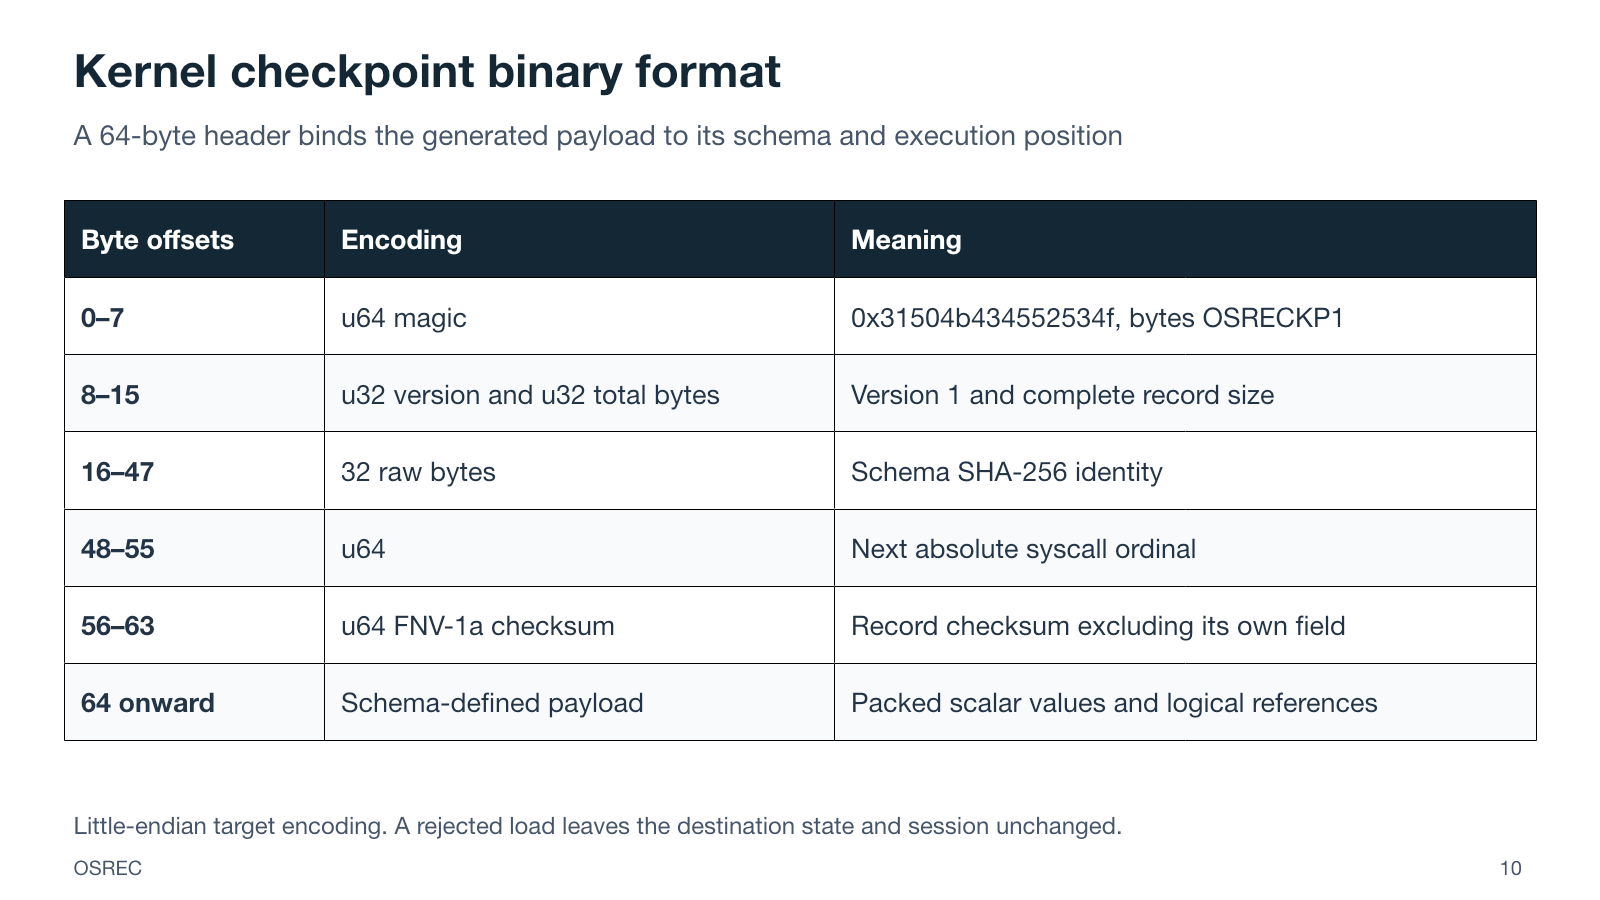 Kernel checkpoint binary format
A 64-byte header binds the generated payload to its schema and execution position
Byte offsets Encoding Meaning
0–7 u64 magic 0x31504b434552534f, bytes OSRECKP1
8–15 u32 version and u32 total bytes Version 1 and complete record size
16–47 32 raw bytes Schema SHA-256 identity
48–55 u64 Next absolute syscall ordinal
56–63 u64 FNV-1a checksum Record checksum excluding its own field
64 onward Schema-defined payload Packed scalar values and logical references
Little-endian target encoding. A rejected load leaves the destination state and session unchanged.
OSREC 10